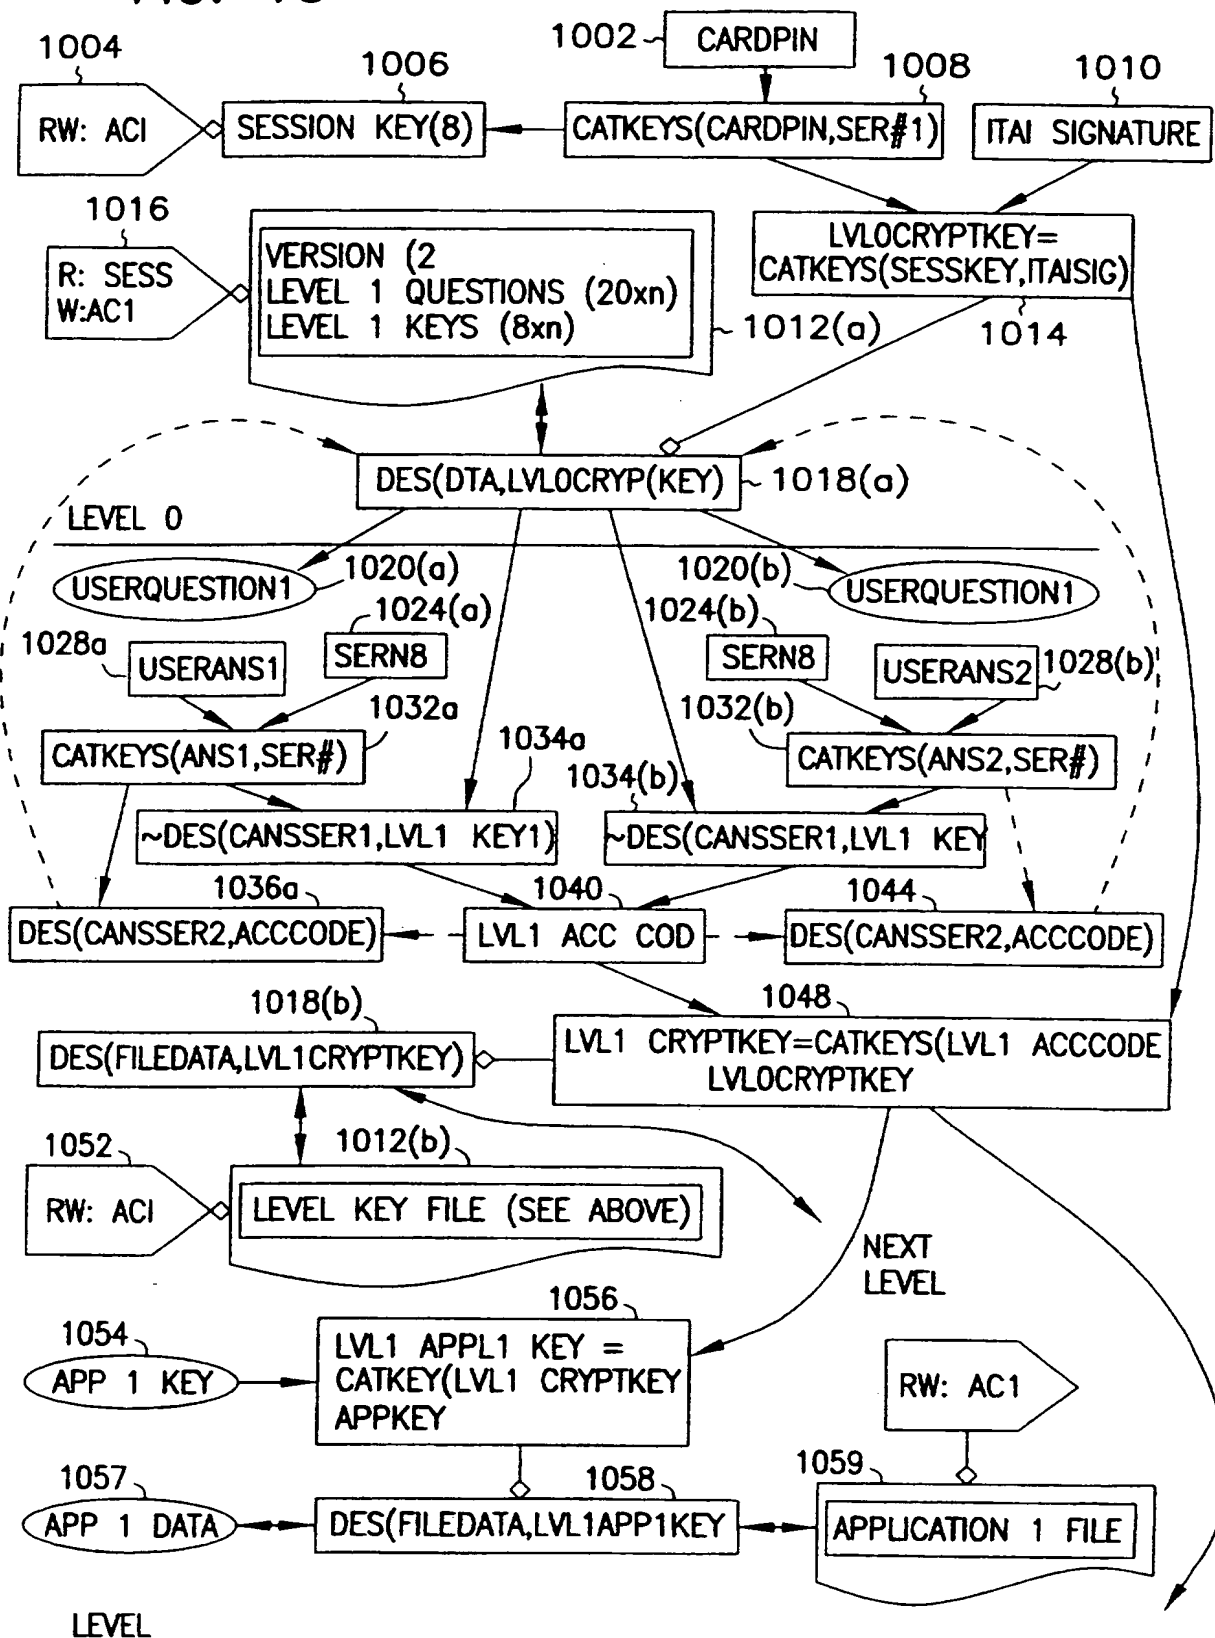 1004
1006
1002
CARDPIN
1008
1010
RW: ACI
SESSION KEY(8)
CATKEYS(CARDPIN,SER#1)
ITAI SIGNATURE
1016
R: SESS
W:AC1
VERSION (2
LEVEL 1 QUESTIONS (20xn)
LEVEL 1 KEYS (8xn)
1012(a)
LVLOCRYPTKEY=
CATKEYS(SESSKEY,ITAISIG)
1014
DES(DTA,LVLOCRYP(KEY)
1018(a)
LEVEL 0
USERQUESTION1
1020(a)
1020(b)
USERQUESTION1
1024(a)
1024(b)
1028a
USERANS1
SERN8
SERN8
USERANS2
1028(b)
1032a
1032(b)
CATKEYS(ANS1,SER#)
CATKEYS(ANS2,SER#)
1034a
1034(b)
~DES(CANSSER1,LVL1 KEY1)
~DES(CANSSER1,LVL1 KEY
1036a
1040
1044
DES(CANSSER2,ACCCODE)
LVL1 ACC COD
DES(CANSSER2,ACCCODE)
1018(b)
1048
DES(FILEDATA,LVL1CRYPTKEY)
LVL1 CRYPTKEY=CATKEYS(LVL1 ACCCODE
LVLOCRYPTKEY
1052
1012(b)
RW: ACI
LEVEL KEY FILE (SEE ABOVE)
NEXT
LEVEL
1054
1056
APP 1 KEY
LVL1 APPL1 KEY =
CATKEY(LVL1 CRYPTKEY
APPKEY
RW: AC1
1057
1058
1059
APP 1 DATA
DES(FILEDATA,LVL1APP1KEY
APPLICATION 1 FILE
LEVEL